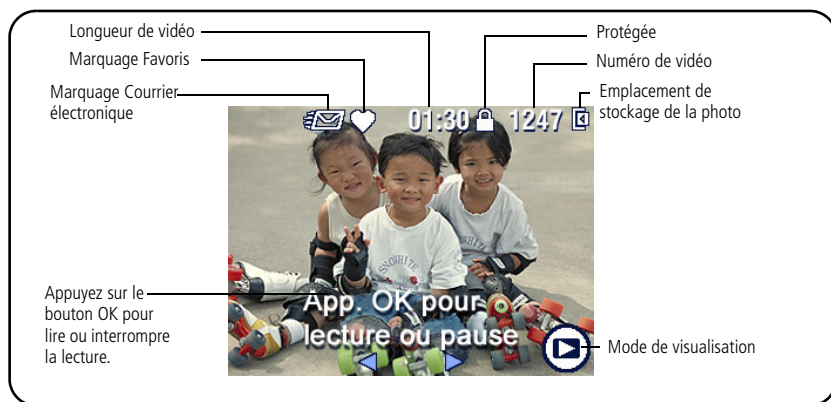 Longueur de vidéo
Marquage Favoris
Marquage Courrier
électronique
Protégée
Numéro de vidéo
Emplacement de
stockage de la photo
01:30
1247
SNOWHITE
SNOWHITE
App. OK pour
lecture ou pause
Appuyez sur le
bouton OK pour
lire ou interrompre
la lecture.
Mode de visualisation